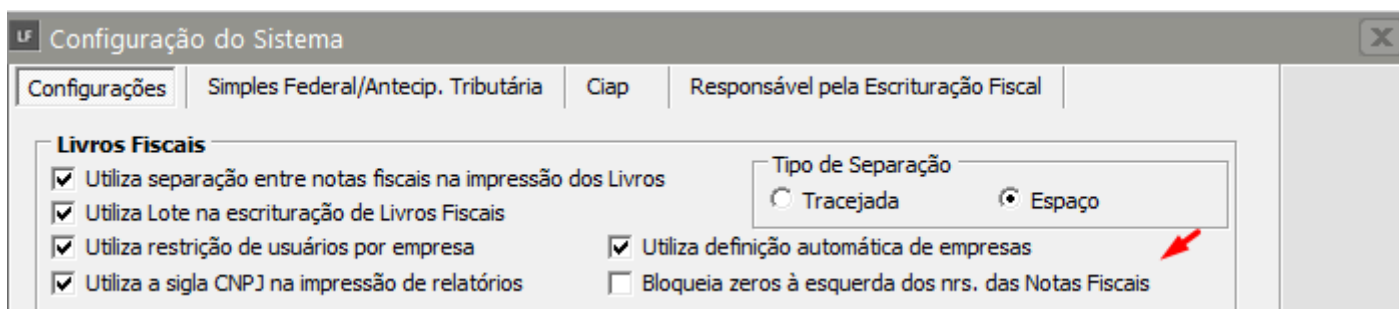 LF Configuração do Sistema
Configurações Simples Federal/Antecip. Tributária Ciap Responsável pela Escrituração Fiscal
Livros Fiscais
Utiliza separação entre notas fiscais na impressão dos Livros
Tipo de Separação
Tracejada Espaço
Utiliza Lote na escrituração de Livros Fiscais
Utiliza restrição de usuários por empresa Utiliza definição automática de empresas
Utiliza a sigla CNPJ na impressão de relatórios Bloqueia zeros à esquerda dos nrs. das Notas Fiscais